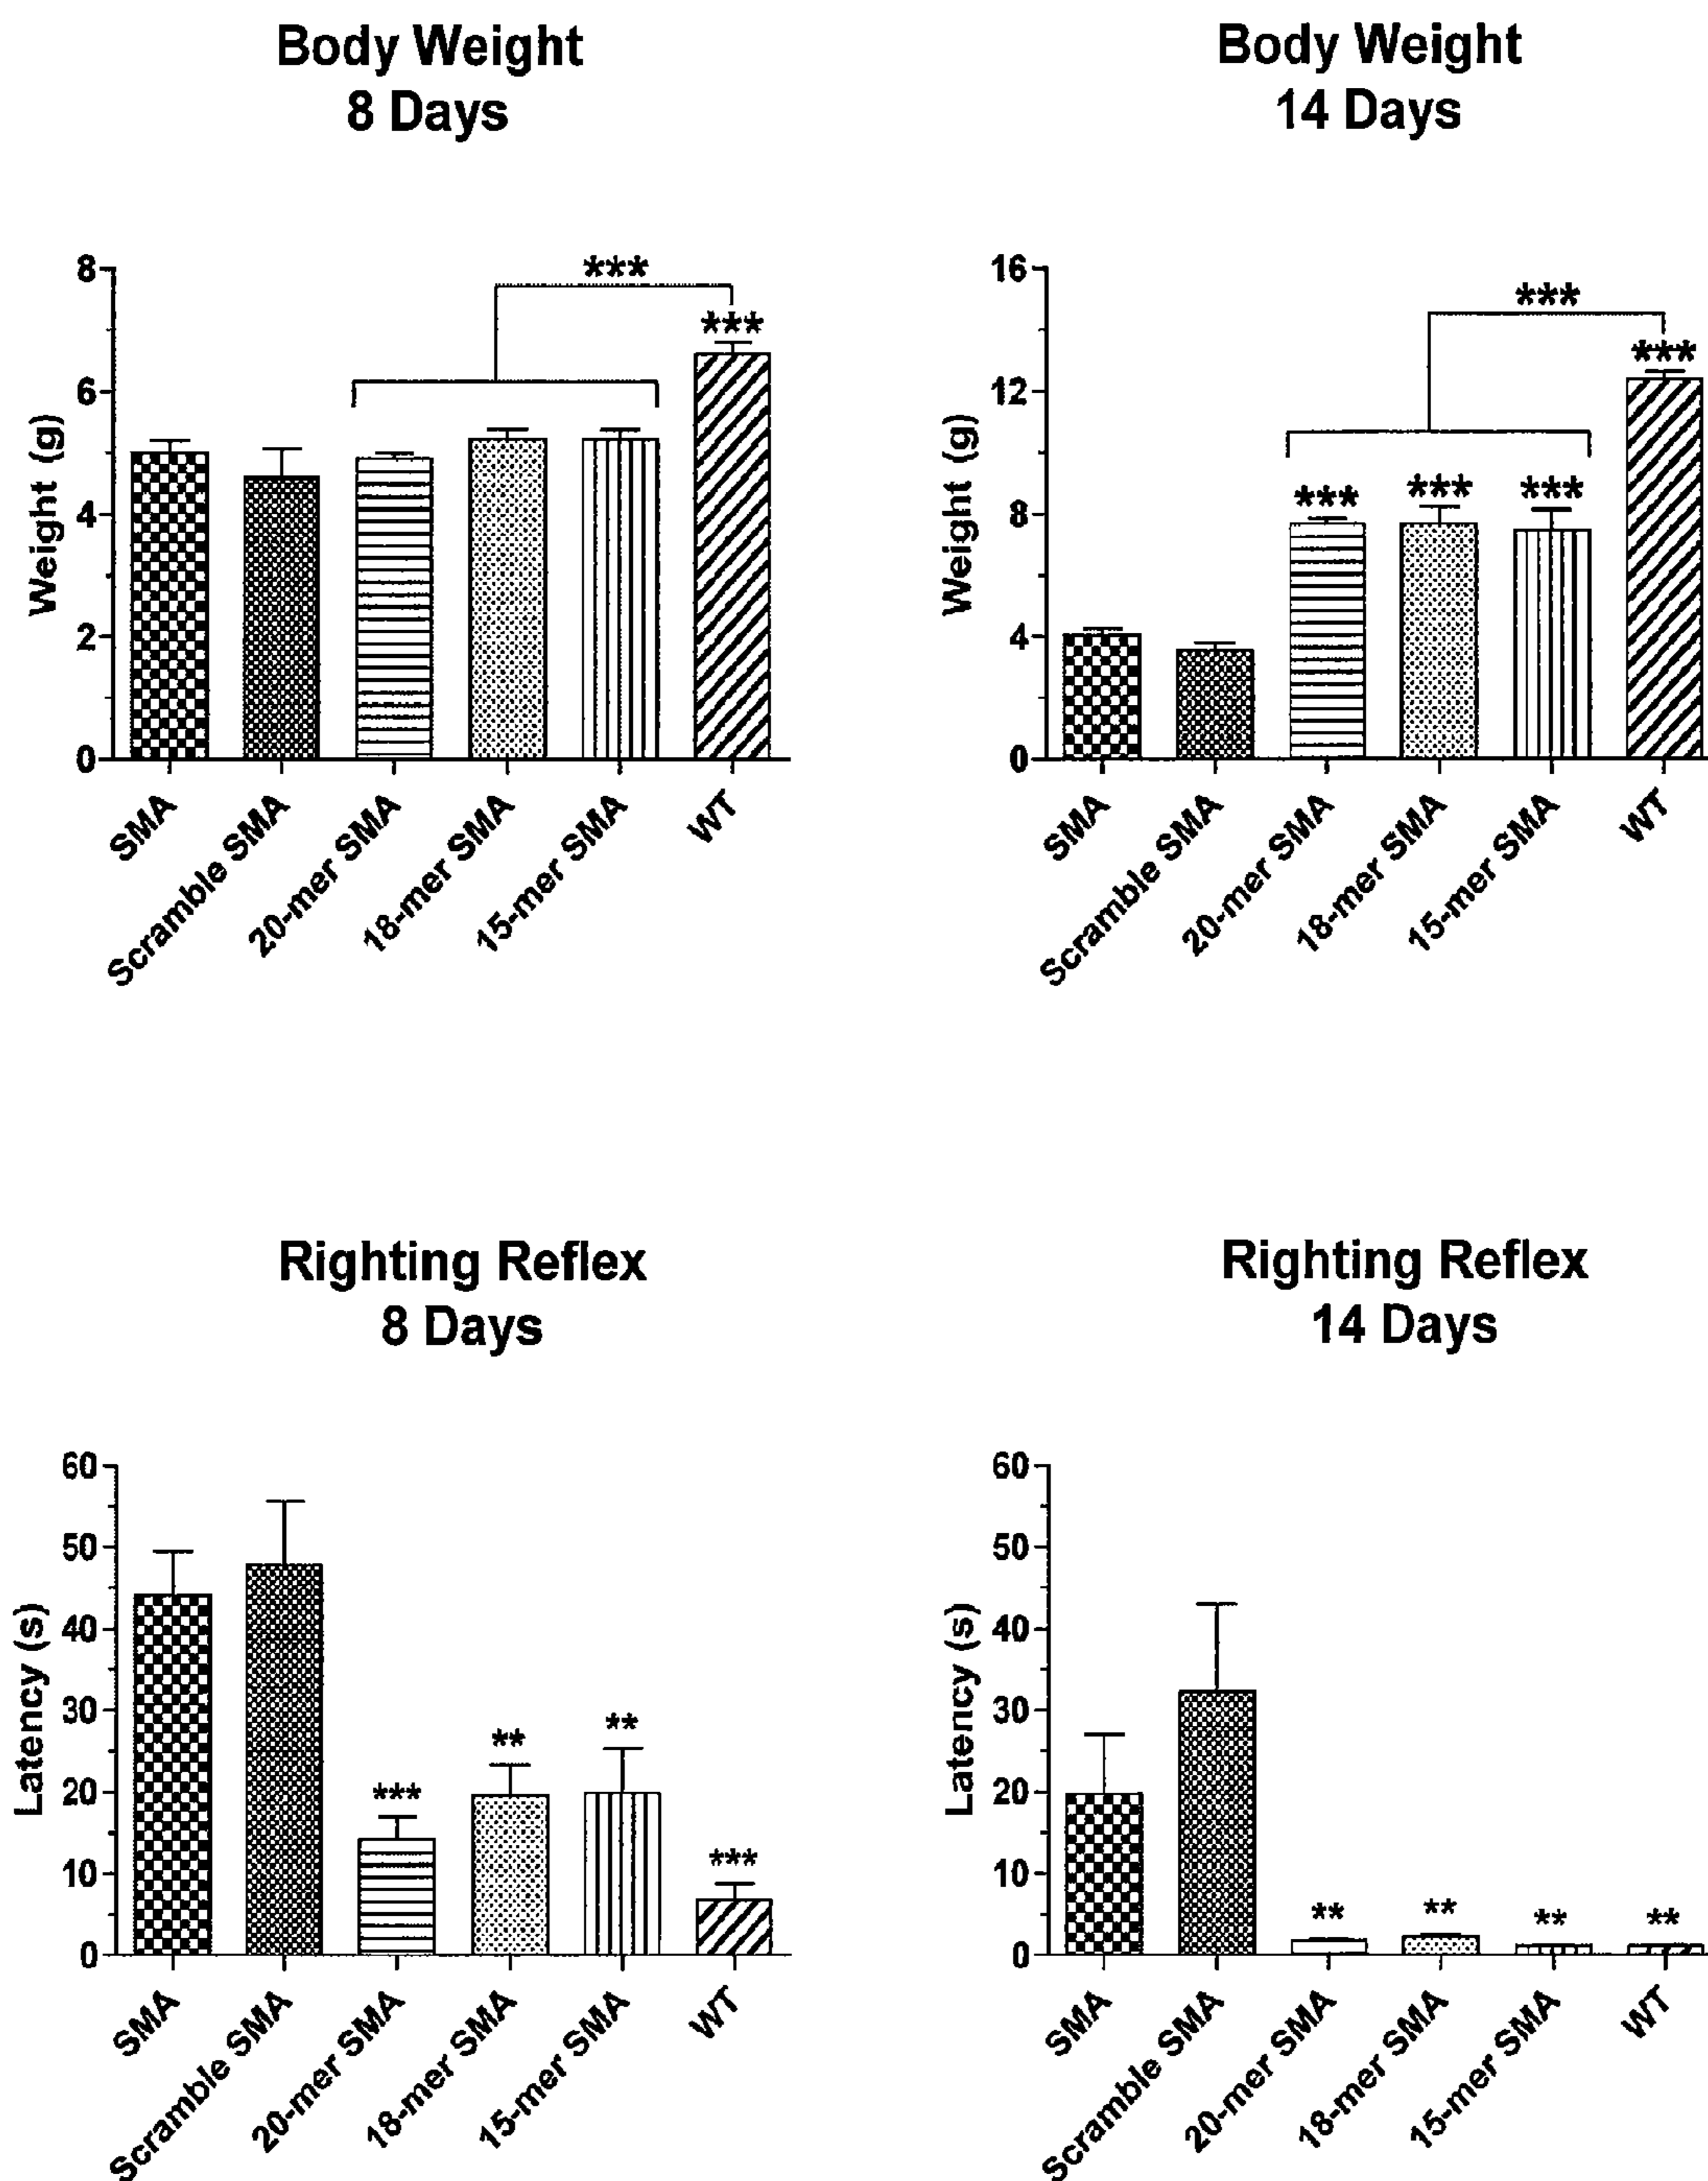 Body Weight
8 Days
***
***
8
6
4
2
0
Weight (g)
SMA
Scramble SMA
20-mer SMA
18-mer SMA
15-mer SMA
WT
Body Weight
14 Days
***
***
*** *** ***
16
12
8
4
0
Weight (g)
SMA
Scramble SMA
20-mer SMA
18-mer SMA
15-mer SMA
WT
Righting Reflex
8 Days
60
50
40
30
20
10
0
Latency (s)
*** ** ** ***
SMA
Scramble SMA
20-mer SMA
18-mer SMA
15-mer SMA
WT
Righting Reflex
14 Days
60
50
40
30
20
10
0
Latency (s)
** ** ** **
SMA
Scramble SMA
20-mer SMA
18-mer SMA
15-mer SMA
WT